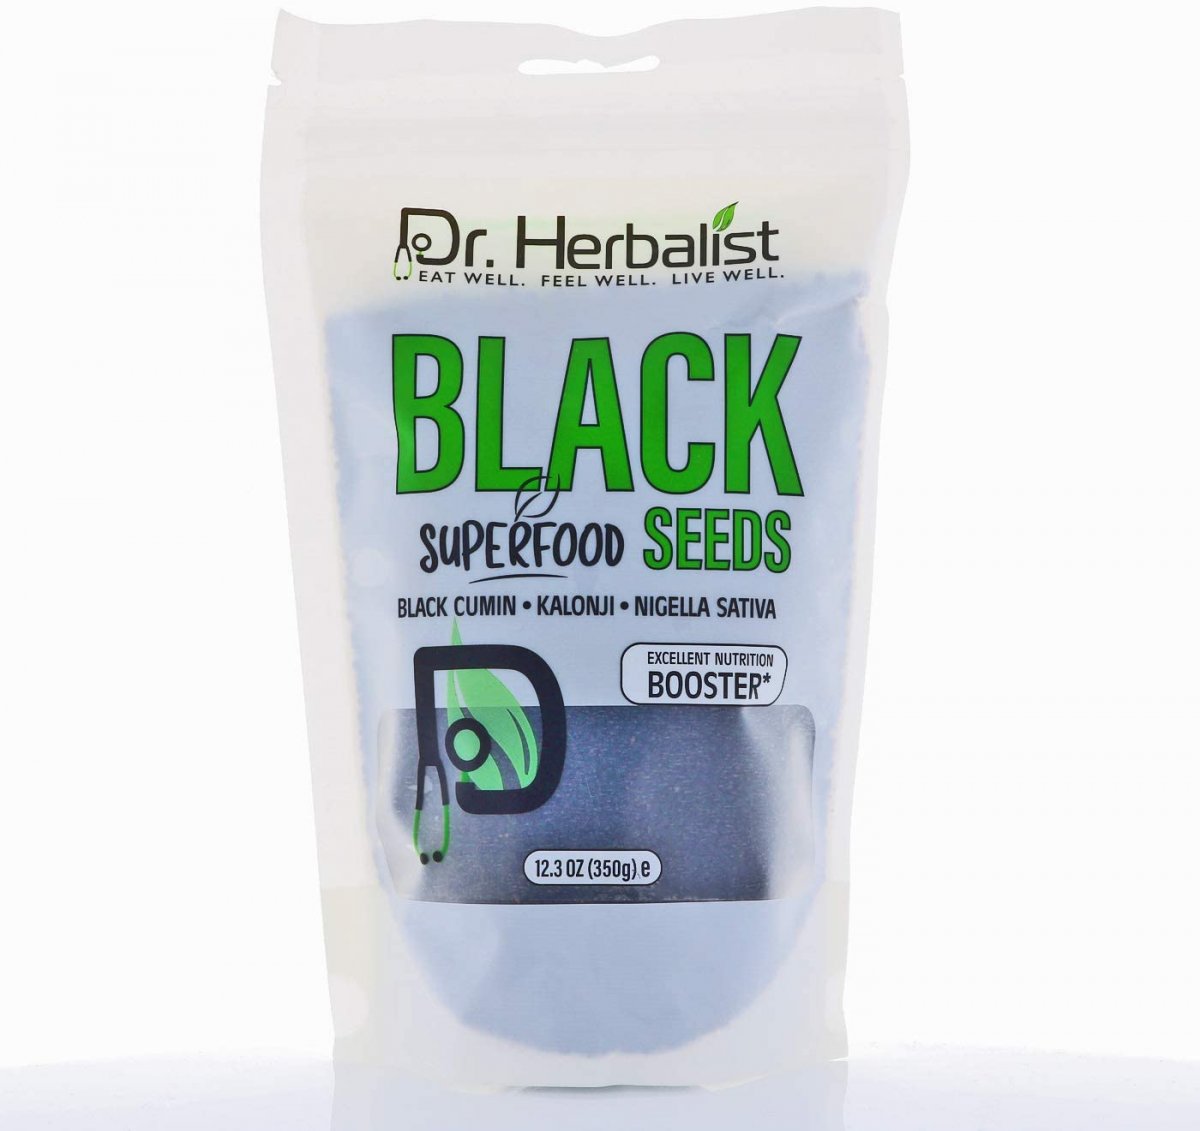 Dr. Herbalist
EAT WELL. FEEL WELL. LIVE WELL.
BLACK
SUPERFOOD SEEDS
BLACK CUMIN • KALONJI • NIGELLA SATIVA
EXCELLENT NUTRITION
BOOSTER*
12.3 OZ (350g) e